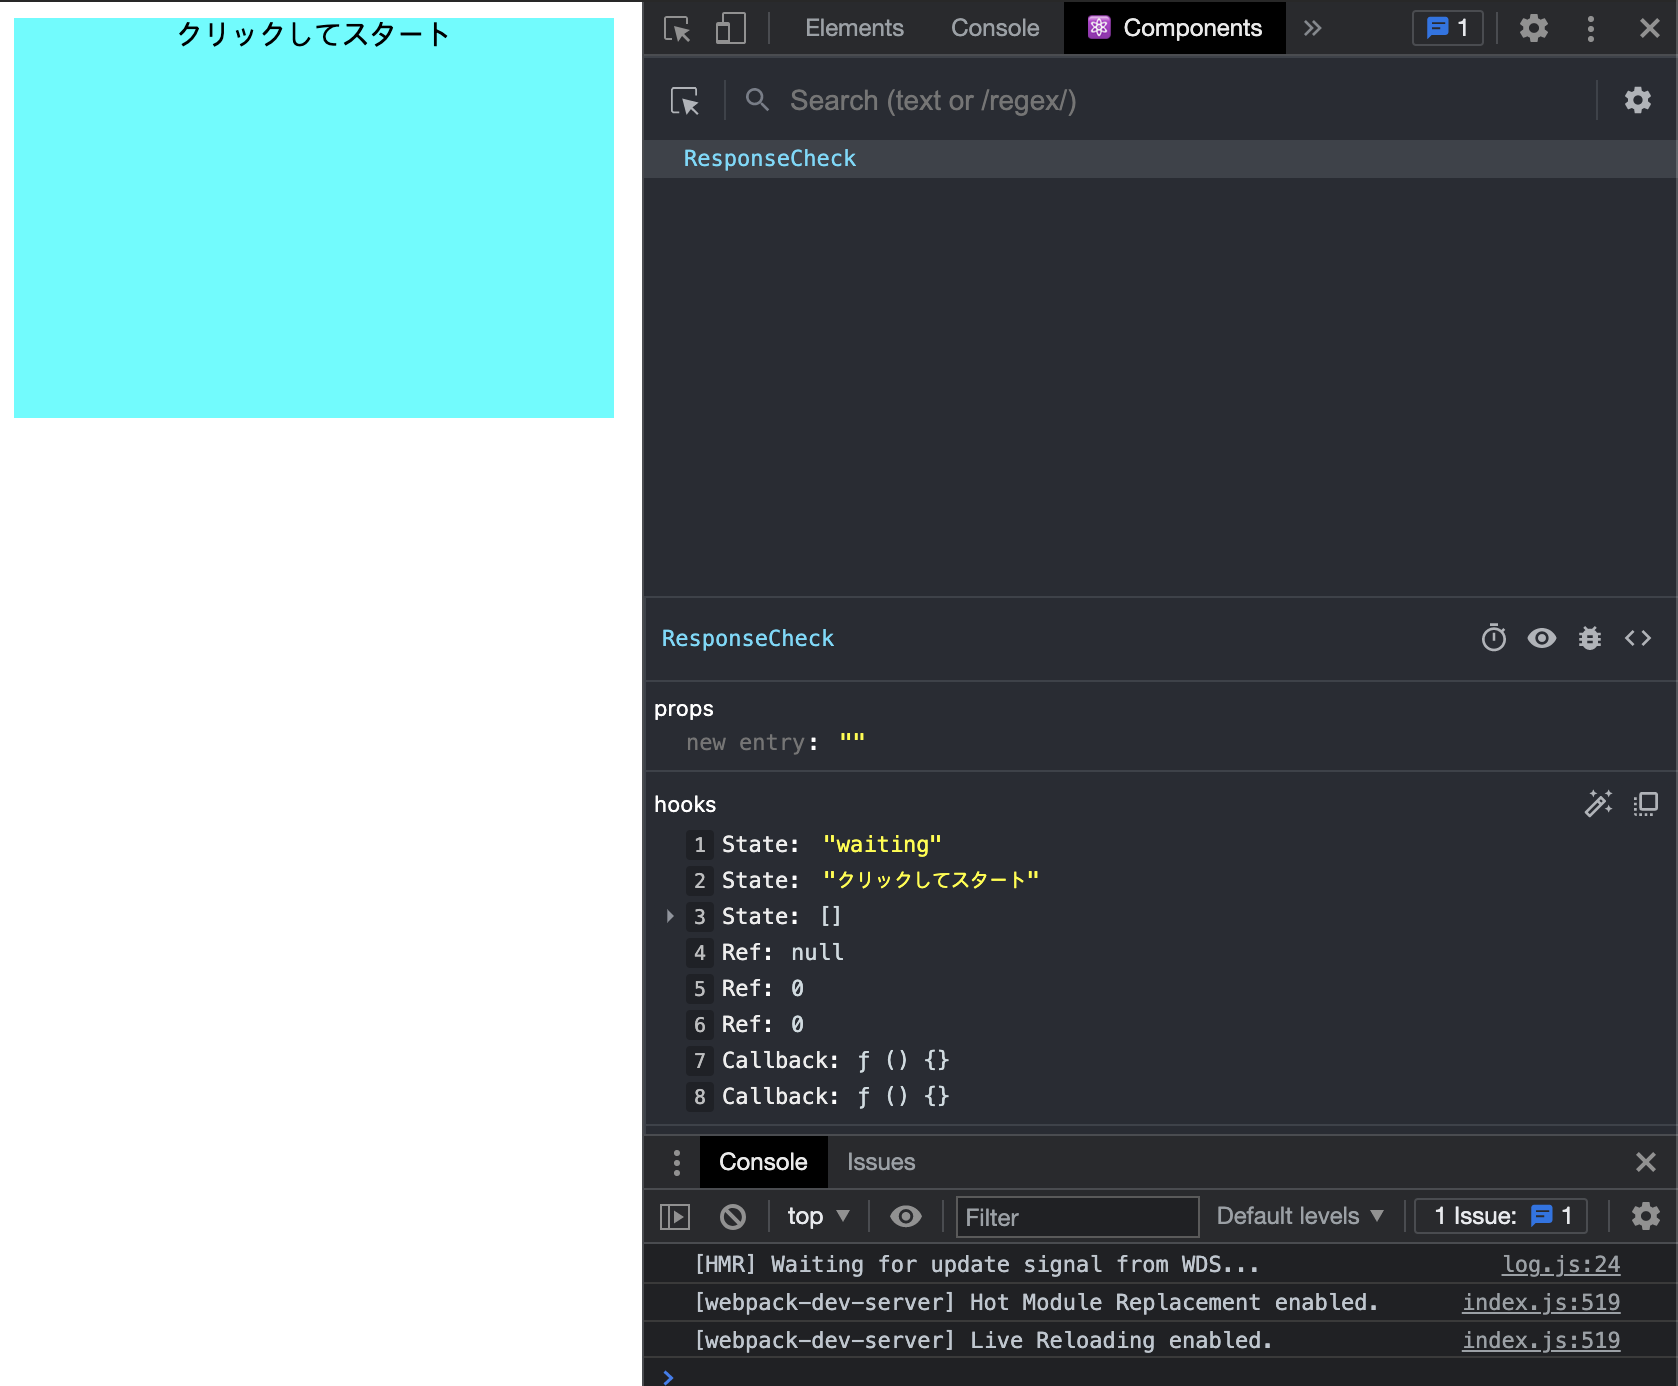 クリックしてスタート
Elements Console Components 1
Search (text or /regex/)
ResponseCheck
ResponseCheck
props
new entry: ""
hooks
1 State: "waiting"
2 State: "クリックしてスタート"
3 State: []
4 Ref: null
5 Ref: 0
6 Ref: 0
7 Callback: ƒ () {}
8 Callback: ƒ () {}
Console Issues
top Filter Default levels 1 Issue: 1
[HMR] Waiting for update signal from WDS... log.js:24
[webpack-dev-server] Hot Module Replacement enabled. index.js:519
[webpack-dev-server] Live Reloading enabled. index.js:519